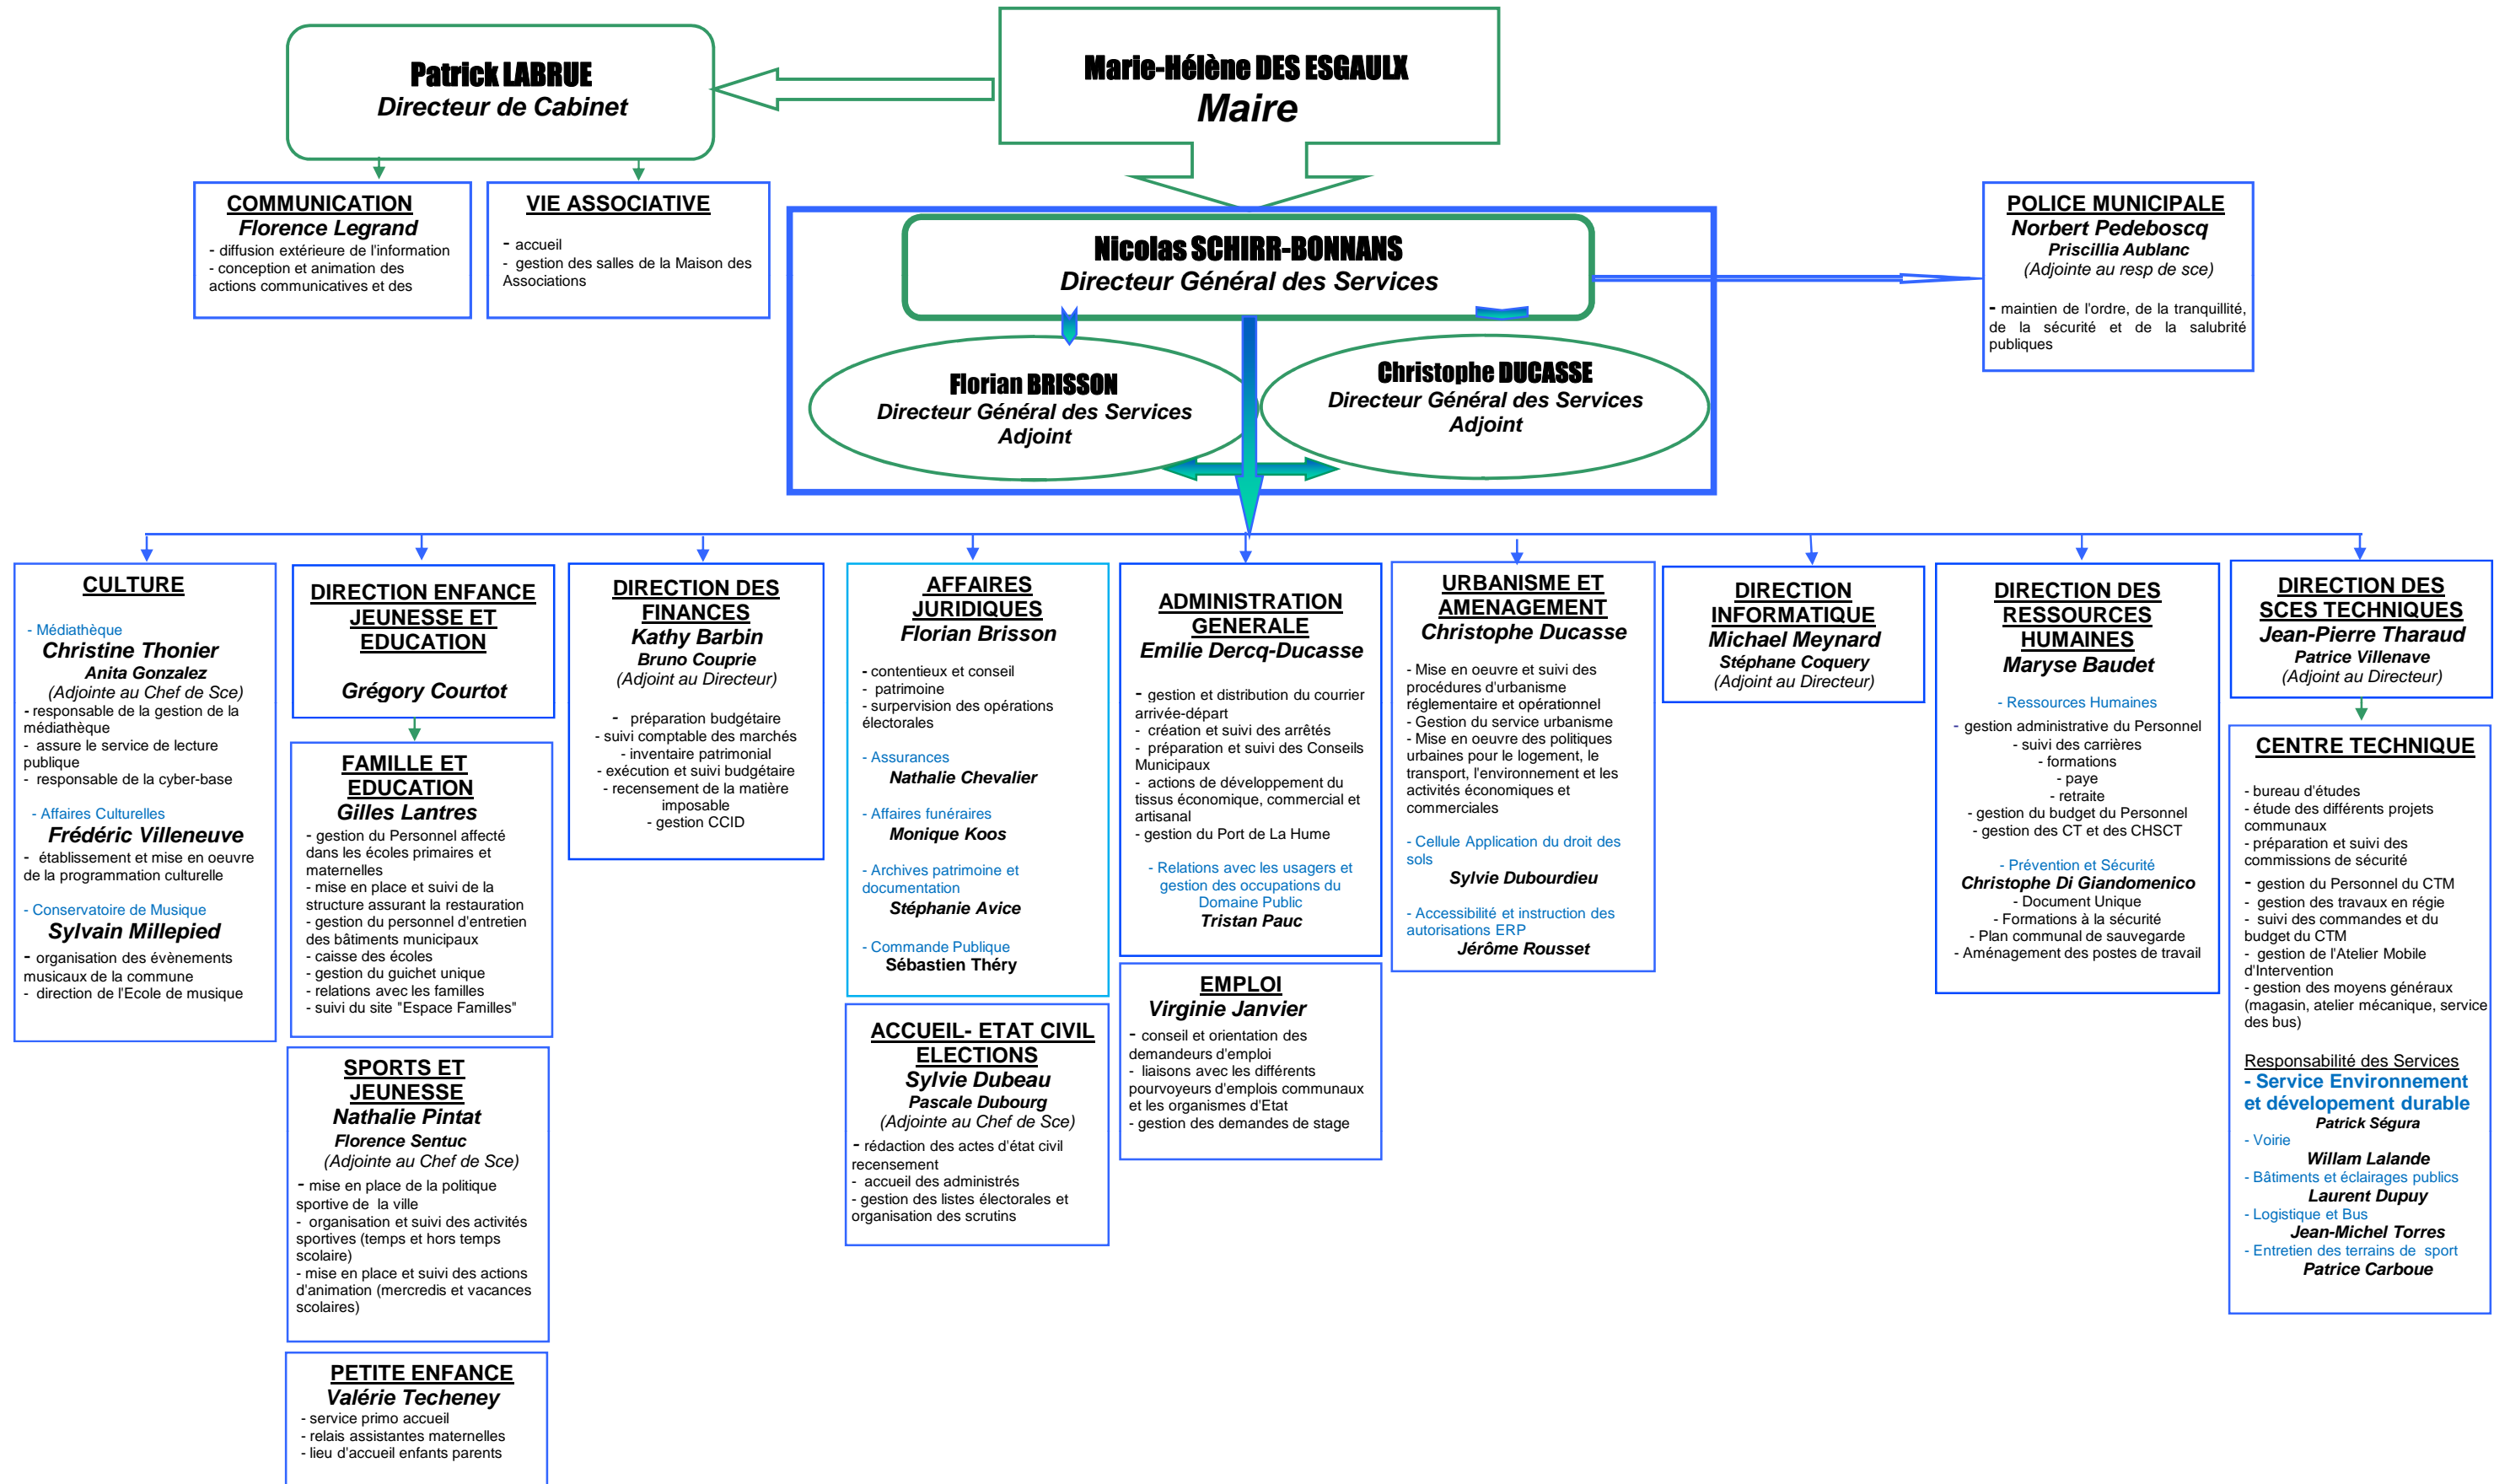 Patrick LABRUE
Directeur de Cabinet
Marie-Hélène DES ESGAULX
Maire
COMMUNICATION
Florence Legrand
- diffusion extérieure de l'information
- conception et animation des
actions communicatives et des
VIE ASSOCIATIVE
- accueil
- gestion des salles de la Maison des
Associations
Nicolas SCHIRR-BONNANS
Directeur Général des Services
Florian BRISSON
Directeur Général des Services
Adjoint
Christophe DUCASSE
Directeur Général des Services
Adjoint
POLICE MUNICIPALE
Norbert Pedeboscq
Priscillia Aublanc
(Adjointe au resp de sce)
- maintien de l'ordre, de la tranquillité,
de la sécurité et de la salubrité
publiques
CULTURE
- Médiathèque
Christine Thonier
Anita Gonzalez
(Adjointe au Chef de Sce)
- responsable de la gestion de la
médiathèque
- assure le service de lecture
publique
- responsable de la cyber-base
- Affaires Culturelles
Frédéric Villeneuve
- établissement et mise en oeuvre
de la programmation culturelle
- Conservatoire de Musique
Sylvain Millepied
- organisation des évènements
musicaux de la commune
- direction de l'Ecole de musique
DIRECTION ENFANCE
JEUNESSE ET
EDUCATION
Grégory Courtot
FAMILLE ET
EDUCATION
Gilles Lantres
- gestion du Personnel affecté
dans les écoles primaires et
maternelles
- mise en place et suivi de la
structure assurant la restauration
- gestion du personnel d'entretien
des bâtiments municipaux
- caisse des écoles
- gestion du guichet unique
- relations avec les familles
- suivi du site "Espace Familles"
SPORTS ET
JEUNESSE
Nathalie Pintat
Florence Sentuc
(Adjointe au Chef de Sce)
- mise en place de la politique
sportive de la ville
- organisation et suivi des activités
sportives (temps et hors temps
scolaire)
- mise en place et suivi des actions
d'animation (mercredis et vacances
scolaires)
PETITE ENFANCE
Valérie Techeney
- service primo accueil
- relais assistantes maternelles
- lieu d'accueil enfants parents
DIRECTION DES
FINANCES
Kathy Barbin
Bruno Couprie
(Adjoint au Directeur)
- préparation budgétaire
- suivi comptable des marchés
- inventaire patrimonial
- exécution et suivi budgétaire
- recensement de la matière
imposable
- gestion CCID
AFFAIRES
JURIDIQUES
Florian Brisson
- contentieux et conseil
- patrimoine
- surpervision des opérations
électorales
- Assurances
Nathalie Chevalier
- Affaires funéraires
Monique Koos
- Archives patrimoine et
documentation
Stéphanie Avice
- Commande Publique
Sébastien Théry
ACCUEIL- ETAT CIVIL
ELECTIONS
Sylvie Dubeau
Pascale Dubourg
(Adjointe au Chef de Sce)
- rédaction des actes d'état civil
recensement
- accueil des administrés
- gestion des listes électorales et
organisation des scrutins
ADMINISTRATION
GENERALE
Emilie Dercq-Ducasse
- gestion et distribution du courrier
arrivée-départ
- création et suivi des arrêtés
- préparation et suivi des Conseils
Municipaux
- actions de développement du
tissus économique, commercial et
artisanal
- gestion du Port de La Hume
- Relations avec les usagers et
gestion des occupations du
Domaine Public
Tristan Pauc
EMPLOI
Virginie Janvier
- conseil et orientation des
demandeurs d'emploi
- liaisons avec les différents
pourvoyeurs d'emplois communaux
et les organismes d'Etat
- gestion des demandes de stage
URBANISME ET
AMENAGEMENT
Christophe Ducasse
- Mise en oeuvre et suivi des
procédures d'urbanisme
réglementaire et opérationnel
- Gestion du service urbanisme
- Mise en oeuvre des politiques
urbaines pour le logement, le
transport, l'environnement et les
activités économiques et
commerciales
- Cellule Application du droit des
sols
Sylvie Dubourdieu
- Accessibilité et instruction des
autorisations ERP
Jérôme Rousset
DIRECTION
INFORMATIQUE
Michael Meynard
Stéphane Coquery
(Adjoint au Directeur)
DIRECTION DES
RESSOURCES
HUMAINES
Maryse Baudet
- Ressources Humaines
- gestion administrative du Personnel
- suivi des carrières
- formations
- paye
- retraite
- gestion du budget du Personnel
- gestion des CT et des CHSCT
- Prévention et Sécurité
Christophe Di Giandomenico
- Document Unique
- Formations à la sécurité
- Plan communal de sauvegarde
- Aménagement des postes de travail
DIRECTION DES
SCES TECHNIQUES
Jean-Pierre Tharaud
Patrice Villenave
(Adjoint au Directeur)
CENTRE TECHNIQUE
- bureau d'études
- étude des différents projets
communaux
- préparation et suivi des
commissions de sécurité
- gestion du Personnel du CTM
- gestion des travaux en régie
- suivi des commandes et du
budget du CTM
- gestion de l'Atelier Mobile
d'Intervention
- gestion des moyens généraux
(magasin, atelier mécanique, service
des bus)
Responsabilité des Services
- Service Environnement
et dévelopement durable
Patrick Ségura
- Voirie
Willam Lalande
- Bâtiments et éclairages publics
Laurent Dupuy
- Logistique et Bus
Jean-Michel Torres
- Entretien des terrains de sport
Patrice Carboue